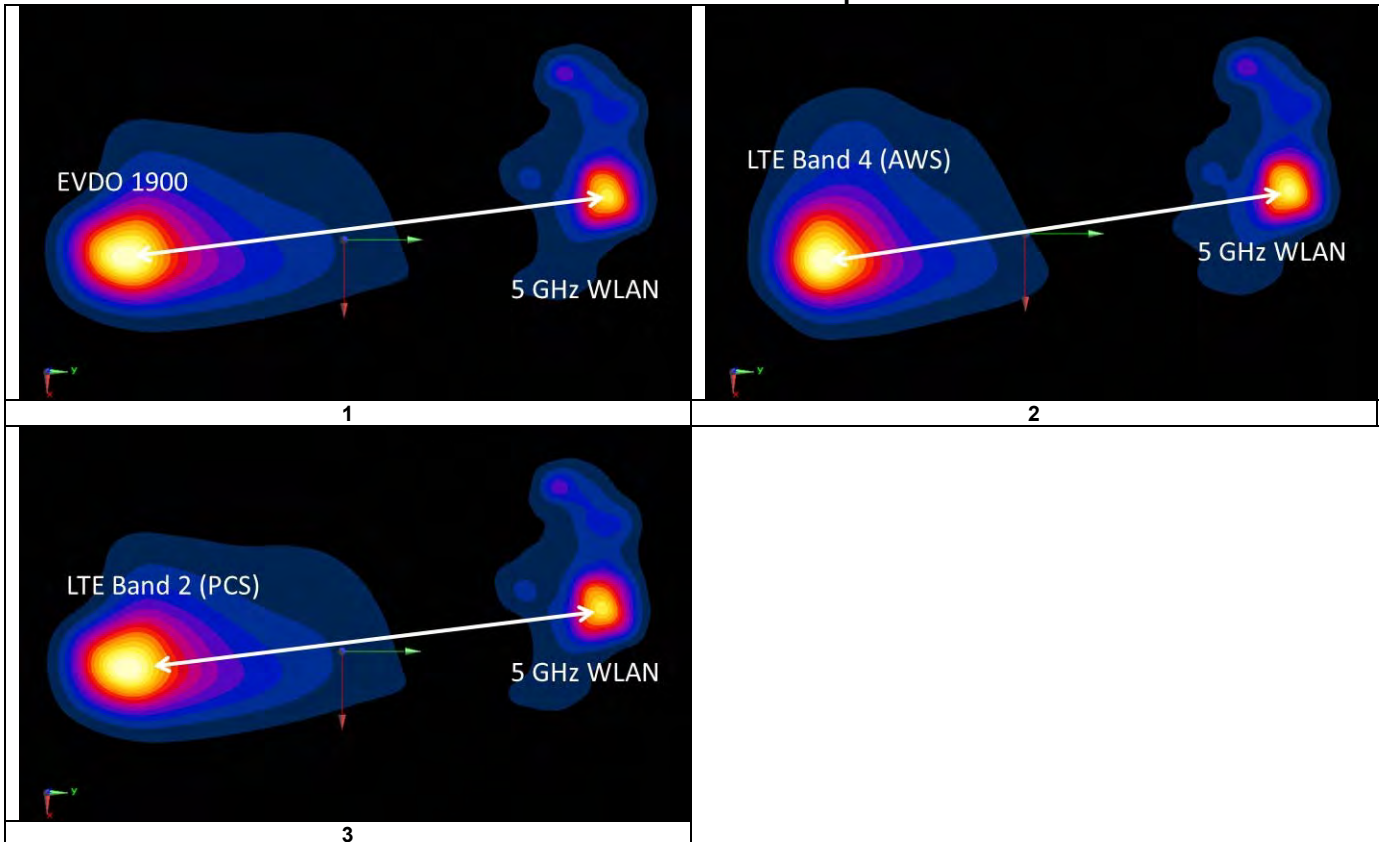 EVDO 1900
5 GHz WLAN
y
x
1
LTE Band 4 (AWS)
5 GHz WLAN
y
x
2
LTE Band 2 (PCS)
5 GHz WLAN
y
x
3